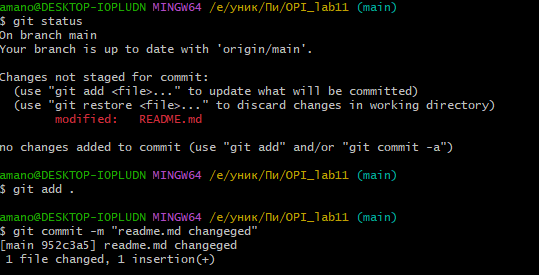 amano@DESKTOP-IOPLUDN MINGW64 /e/уник/Пи/OPI_lab11 (main)
$ git status
On branch main
Your branch is up to date with 'origin/main'.
Changes not staged for commit:
(use "git add <file>..." to update what will be committed)
(use "git restore <file>..." to discard changes in working directory)
modified: README.md
no changes added to commit (use "git add" and/or "git commit -a")
amano@DESKTOP-IOPLUDN MINGW64 /e/уник/Пи/OPI_lab11 (main)
$ git add .
amano@DESKTOP-IOPLUDN MINGW64 /e/уник/Пи/OPI_lab11 (main)
$ git commit -m "readme.md changeged"
[main 952c3a5] readme.md changeged
1 file changed, 1 insertion(+)